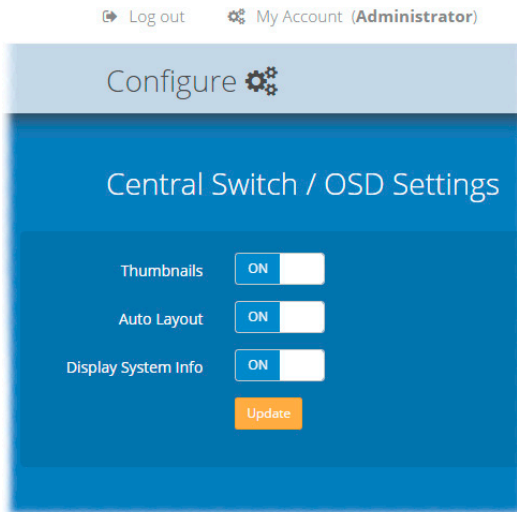 Log out My Account (Administrator)
Configure
Central Switch / OSD Settings
Thumbnails ON
Auto Layout ON
Display System Info ON
Update